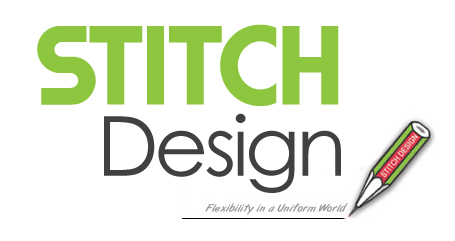 STITCH
Design
STITCH DESIGN
Flexibility in a Uniform World